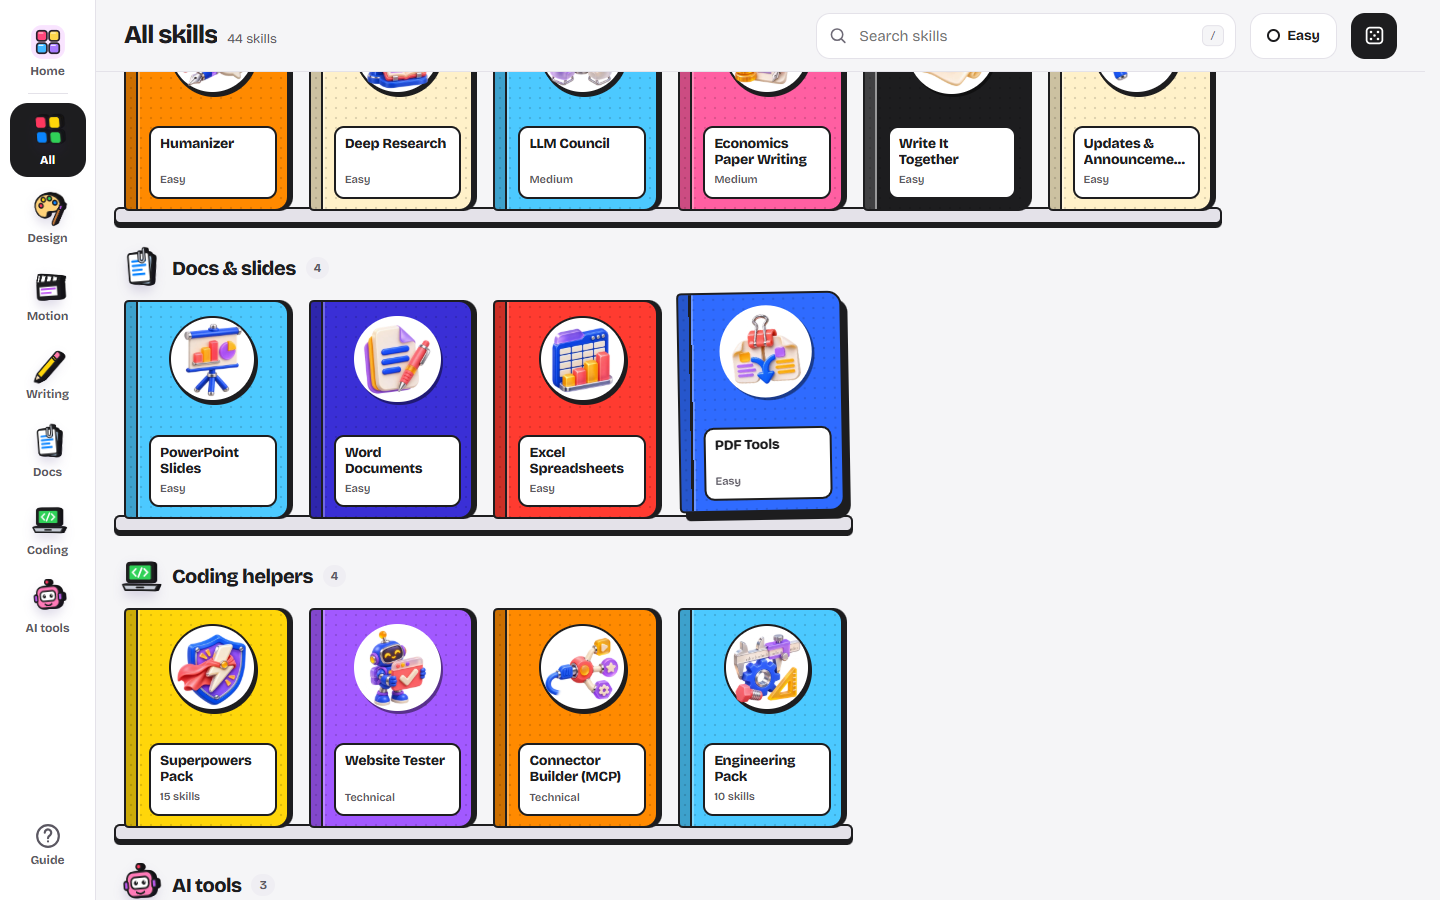 All skills 44 skills
Search skills
/
Easy
Home
All
Design
Motion
Writing
Docs
Coding
AI tools
Guide
Humanizer
Easy
Deep Research
Easy
LLM Council
Medium
Economics
Paper Writing
Medium
Write It
Together
Easy
Updates &
Announceme...
Easy
Docs & slides 4
PowerPoint
Slides
Easy
Word
Documents
Easy
Excel
Spreadsheets
Easy
PDF Tools
Easy
Coding helpers 4
Superpowers
Pack
15 skills
Website Tester
Technical
Connector
Builder (MCP)
Technical
Engineering
Pack
10 skills
AI tools 3